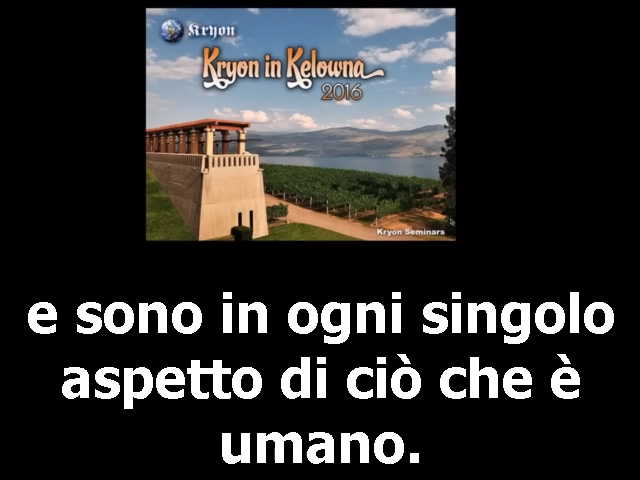 Kryon
Kryon in Kelowna
2016
Kryon Seminars
e sono in ogni singolo
aspetto di ciò che è
umano.